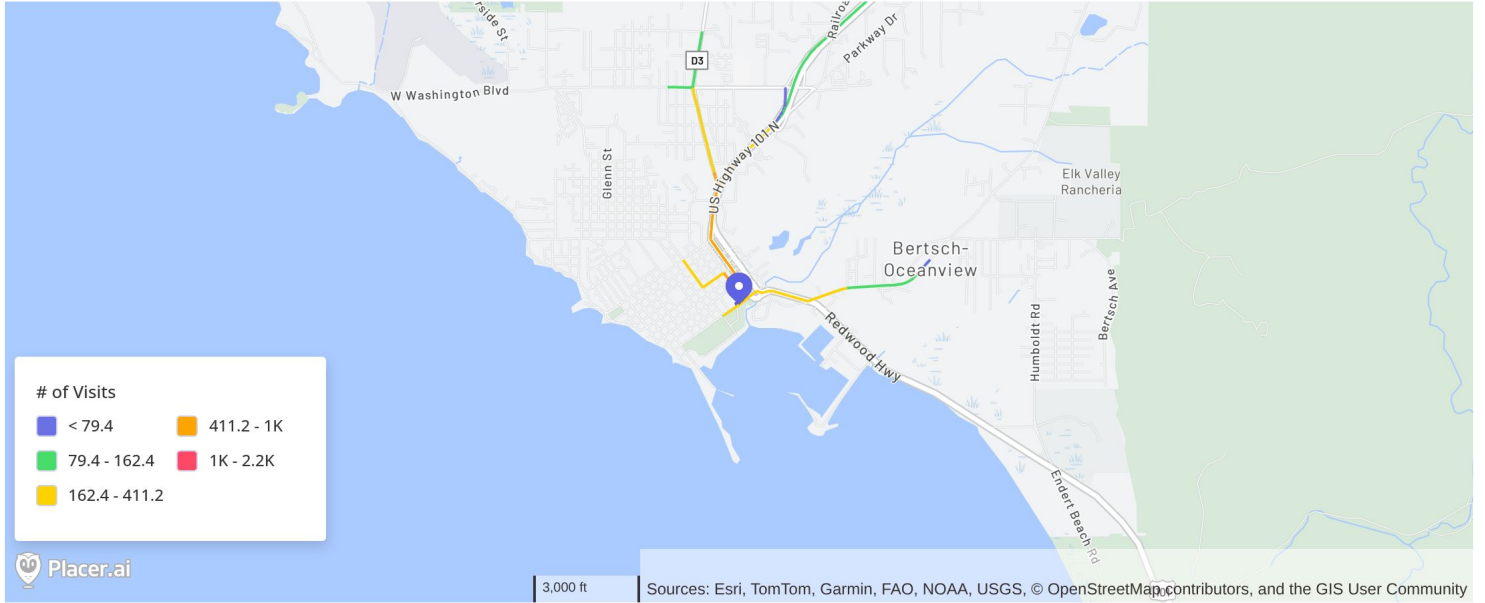 rside St
D3
Railroa
Parkway Dr
W Washington Blvd
US Highway 101 N
Glenn St
Elk Valley
Rancheria
Bertsch-
Oceanview
Bertsch Ave
Humboldt Rd
Redwood Hwy
Endert Beach Rd
# of Visits
< 79.4
411.2 - 1K
79.4 - 162.4
1K - 2.2K
162.4 - 411.2
Placer.ai
3,000 ft
Sources: Esri, TomTom, Garmin, FAO, NOAA, USGS, © OpenStreetMap contributors, and the GIS User Community
101